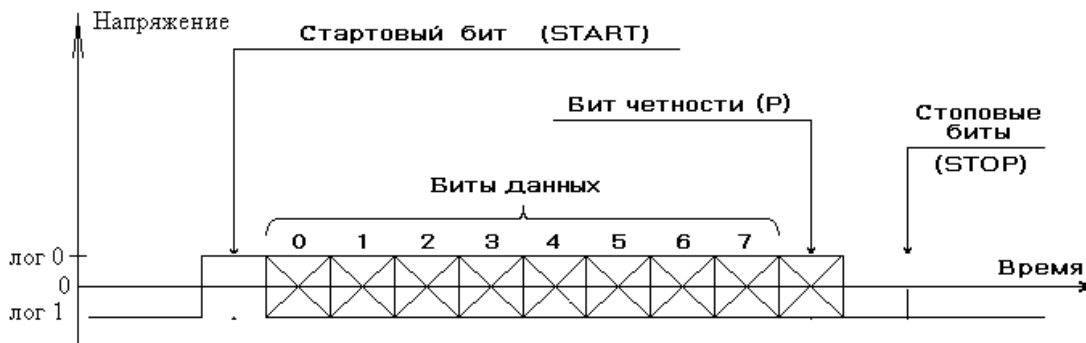 Напряжение
Стартовый бит (START)
Бит четности (P)
Стоповые
биты
(STOP)
Биты данных
0 1 2 3 4 5 6 7
лог 0
0
лог 1
Время